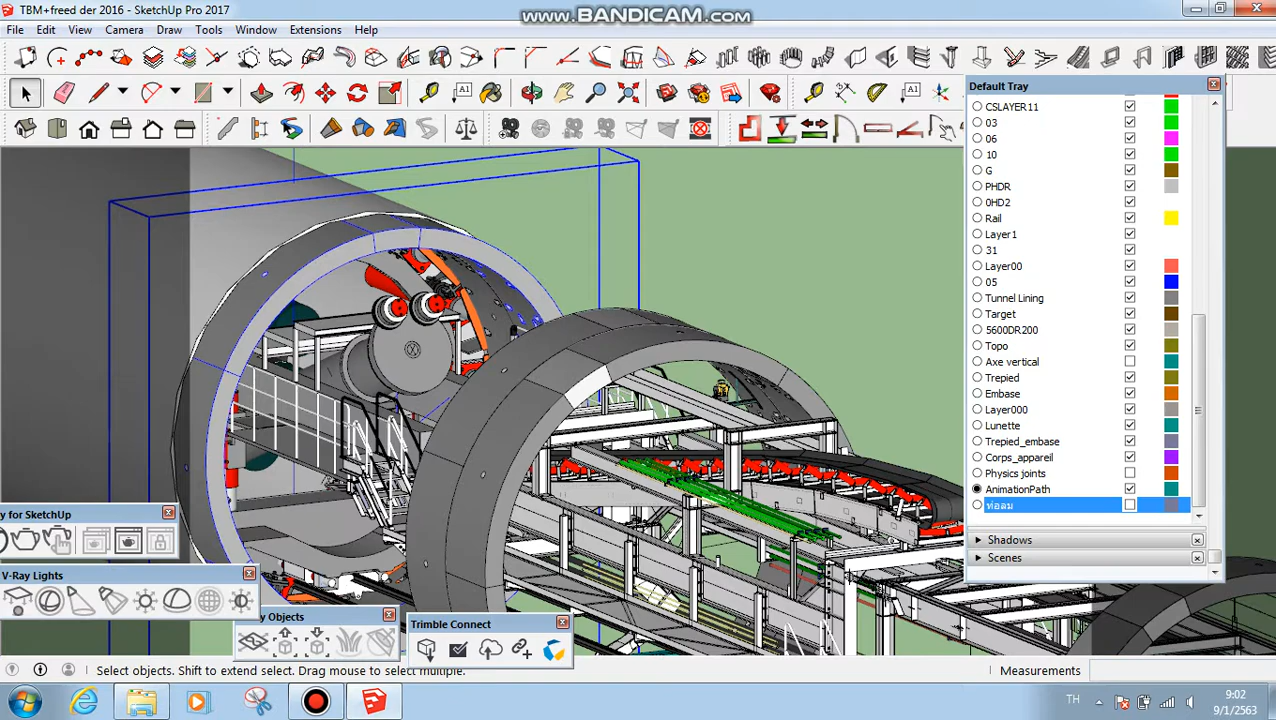 TBM+freed der 2016 - SketchUp Pro 2017
www.BANDICAM.com
File Edit View Camera Draw Tools Window Extensions Help
Default Tray
CSLAYER11
03
06
10
G
PHDR
0HD2
Rail
Layer1
31
Layer00
05
Tunnel Lining
Target
5600DR200
Topo
Axe vertical
Trepied
Embase
Layer000
Lunette
Trepied_embase
Corps_appareil
Physics joints
AnimationPath
ท่อลม
Shadows
Scenes
y for SketchUp
V-Ray Lights
y Objects
Trimble Connect
Select objects. Shift to extend select. Drag mouse to select multiple.
Measurements
TH
9:02
9/1/2563